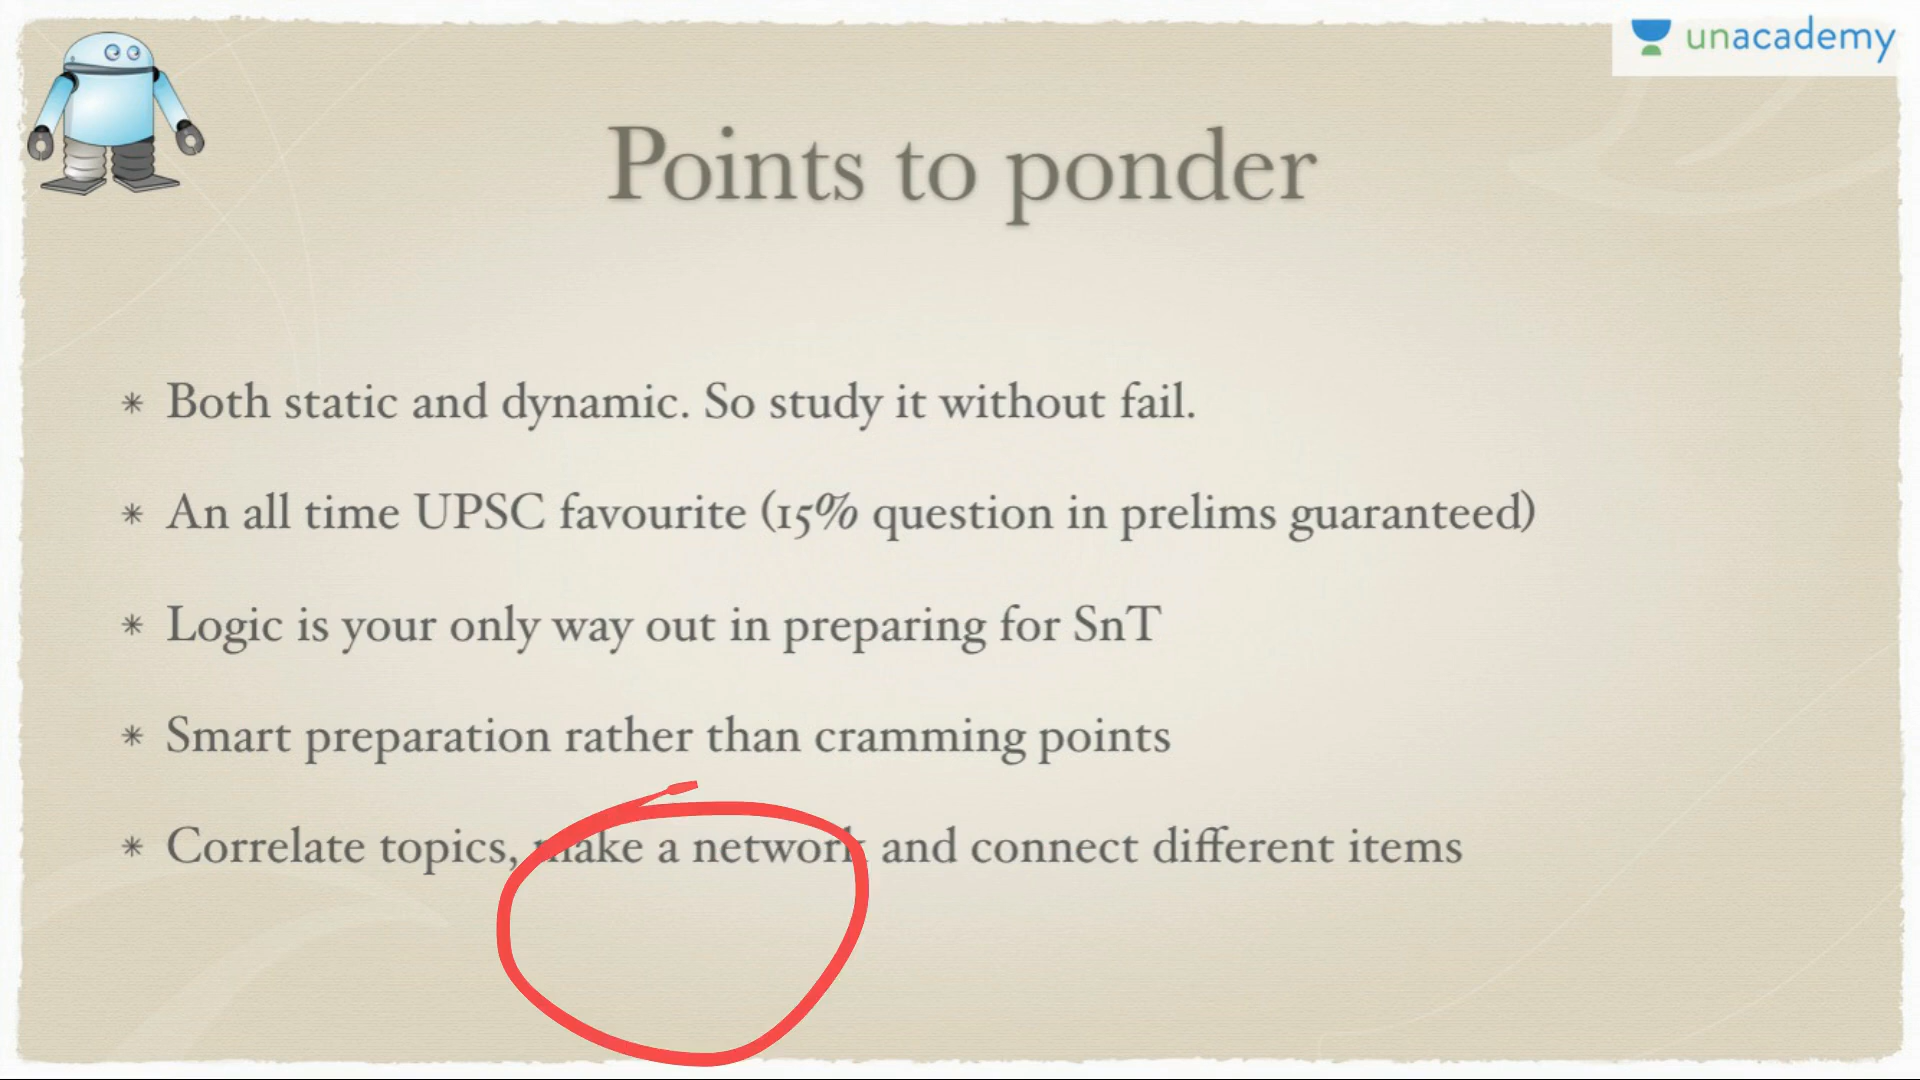 unacademy
Points to ponder
* Both static and dynamic. So study it without fail.
* An all time UPSC favourite (15% question in prelims guaranteed)
* Logic is your only way out in preparing for SnT
* Smart preparation rather than cramming points
* Correlate topics, make a network and connect different items